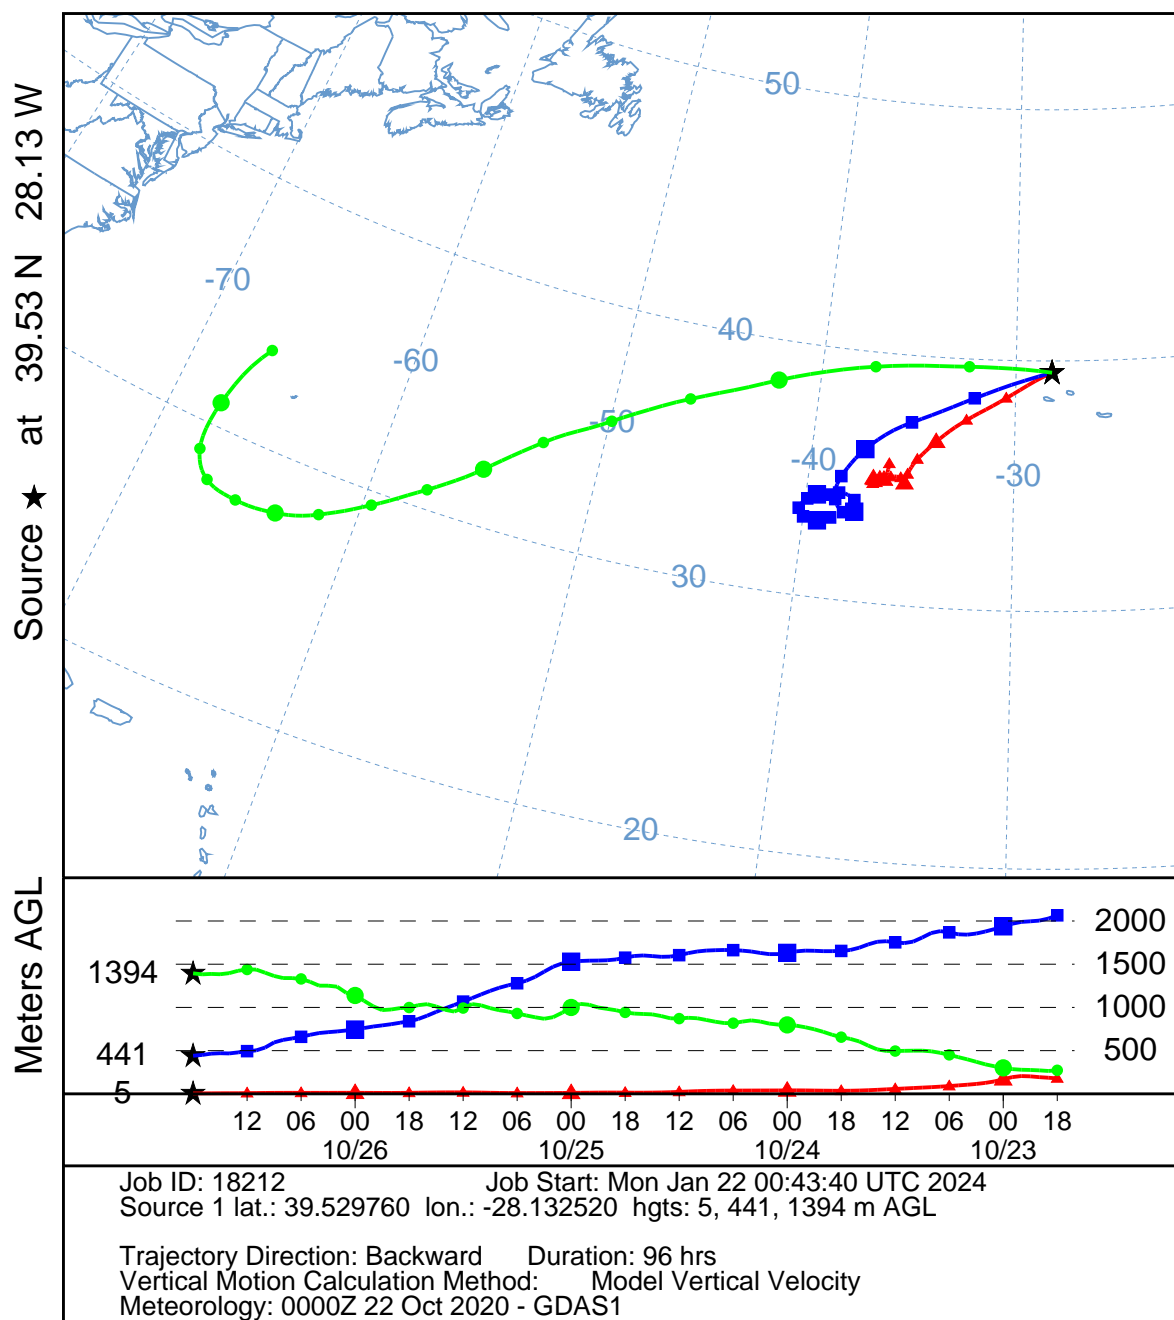 Source ★ at 39.53 N 28.13 W
50
-70
40
-60
-50
-40
-30
30
20
Meters AGL
2000
1394
1500
1000
441
500
5
12 06 00 18 12 06 00 18 12 06 00 18 12 06 00 18
10/26 10/25 10/24 10/23
Job ID: 18212 Job Start: Mon Jan 22 00:43:40 UTC 2024
Source 1 lat.: 39.529760 lon.: -28.132520 hgts: 5, 441, 1394 m AGL
Trajectory Direction: Backward Duration: 96 hrs
Vertical Motion Calculation Method: Model Vertical Velocity
Meteorology: 0000Z 22 Oct 2020 - GDAS1